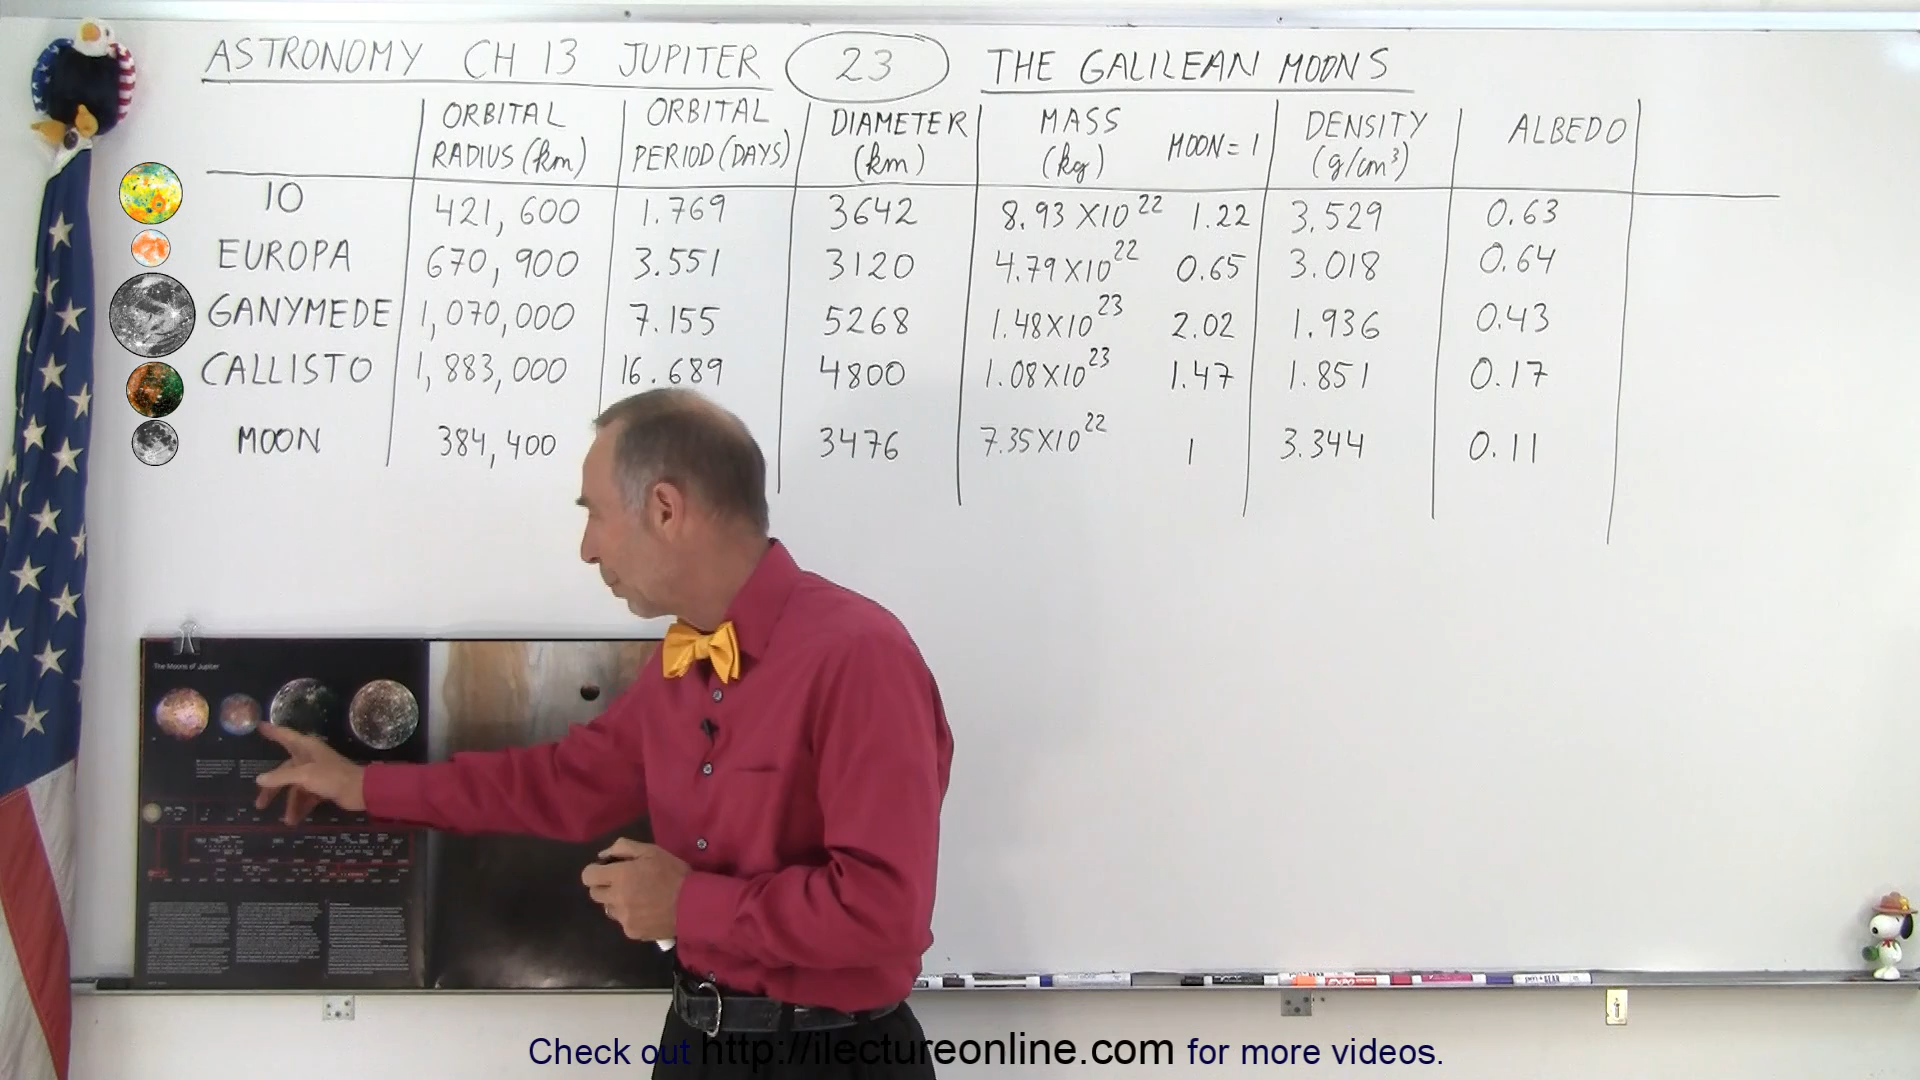 ASTRONOMY CH 13 JUPITER 23 THE GALILEAN MOONS
ORBITAL RADIUS (km) ORBITAL PERIOD (DAYS) DIAMETER (km) MASS (kg) MOON = 1 DENSITY (g/cm³) ALBEDO
IO 421,600 1.769 3642 8.93 X10²² 1.22 3.529 0.63
EUROPA 670,900 3.551 3120 4.79X10²² 0.65 3.018 0.64
GANYMEDE 1,070,000 7.155 5268 1.48X10²³ 2.02 1.936 0.43
CALLISTO 1,883,000 16.689 4800 1.08X10²³ 1.47 1.851 0.17
MOON 384,400 3476 7.35X10²² 1 3.344 0.11
The Moons of Jupiter
EXPO
Check out http://ilectureonline.com for more videos.